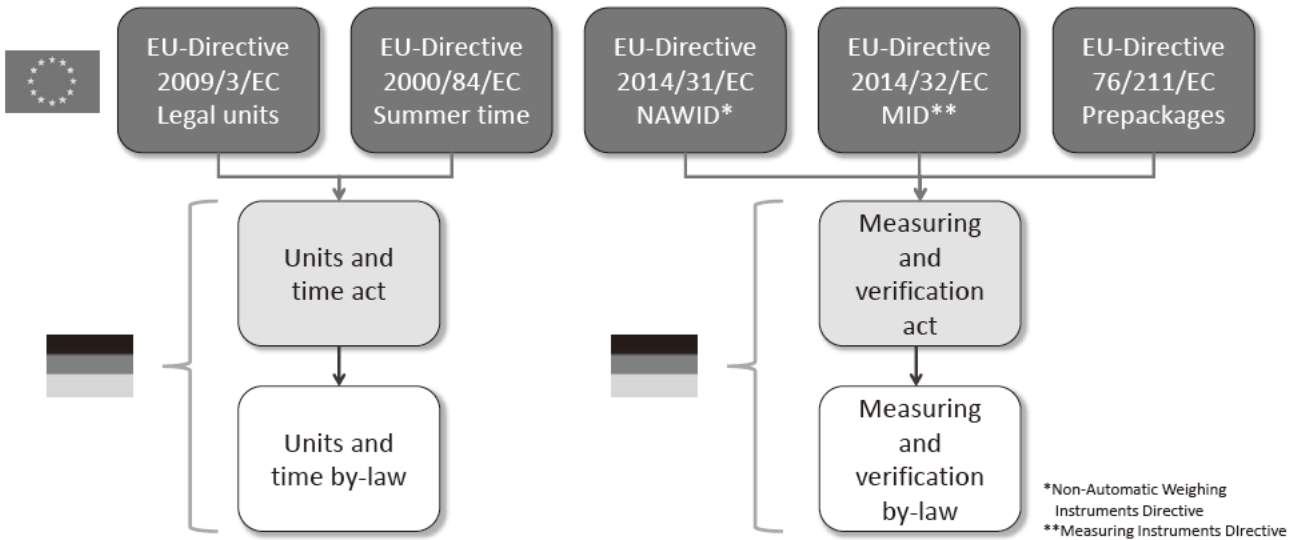 EU-Directive
2009/3/EC
Legal units
EU-Directive
2000/84/EC
Summer time
EU-Directive
2014/31/EC
NAWID*
EU-Directive
2014/32/EC
MID**
EU-Directive
76/211/EC
Prepackages
Units and
time act
Measuring
and
verification
act
Units and
time by-law
Measuring
and
verification
by-law
*Non-Automatic Weighing
Instruments Directive
**Measuring Instruments DIrective